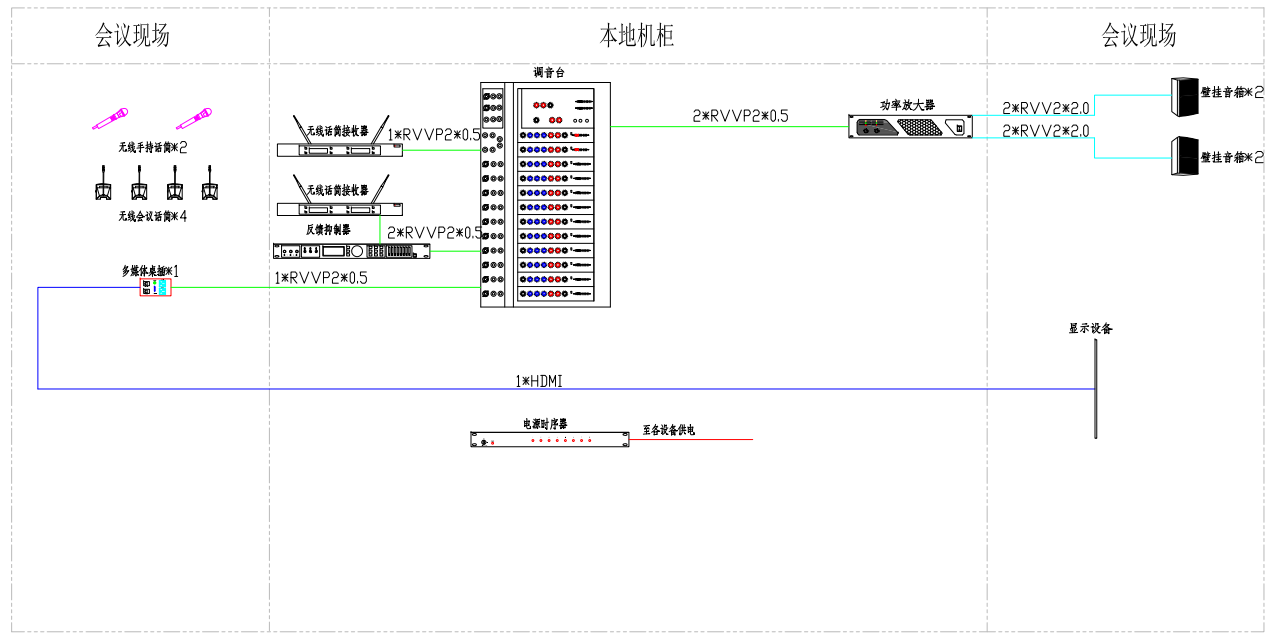 会议现场
本地机柜
会议现场
调音台
无线手持话筒*2
无线会议话筒*4
多媒体桌插*1
无线话筒接收器
1*RVVP2*0.5
无线话筒接收器
反馈抑制器
2*RVVP2*0.5
1*RVVP2*0.5
2*RVVP2*0.5
功率放大器
2*RVV2*2.0
2*RVV2*2.0
壁挂音箱*2
壁挂音箱*2
显示设备
1*HDMI
电源时序器
至各设备供电